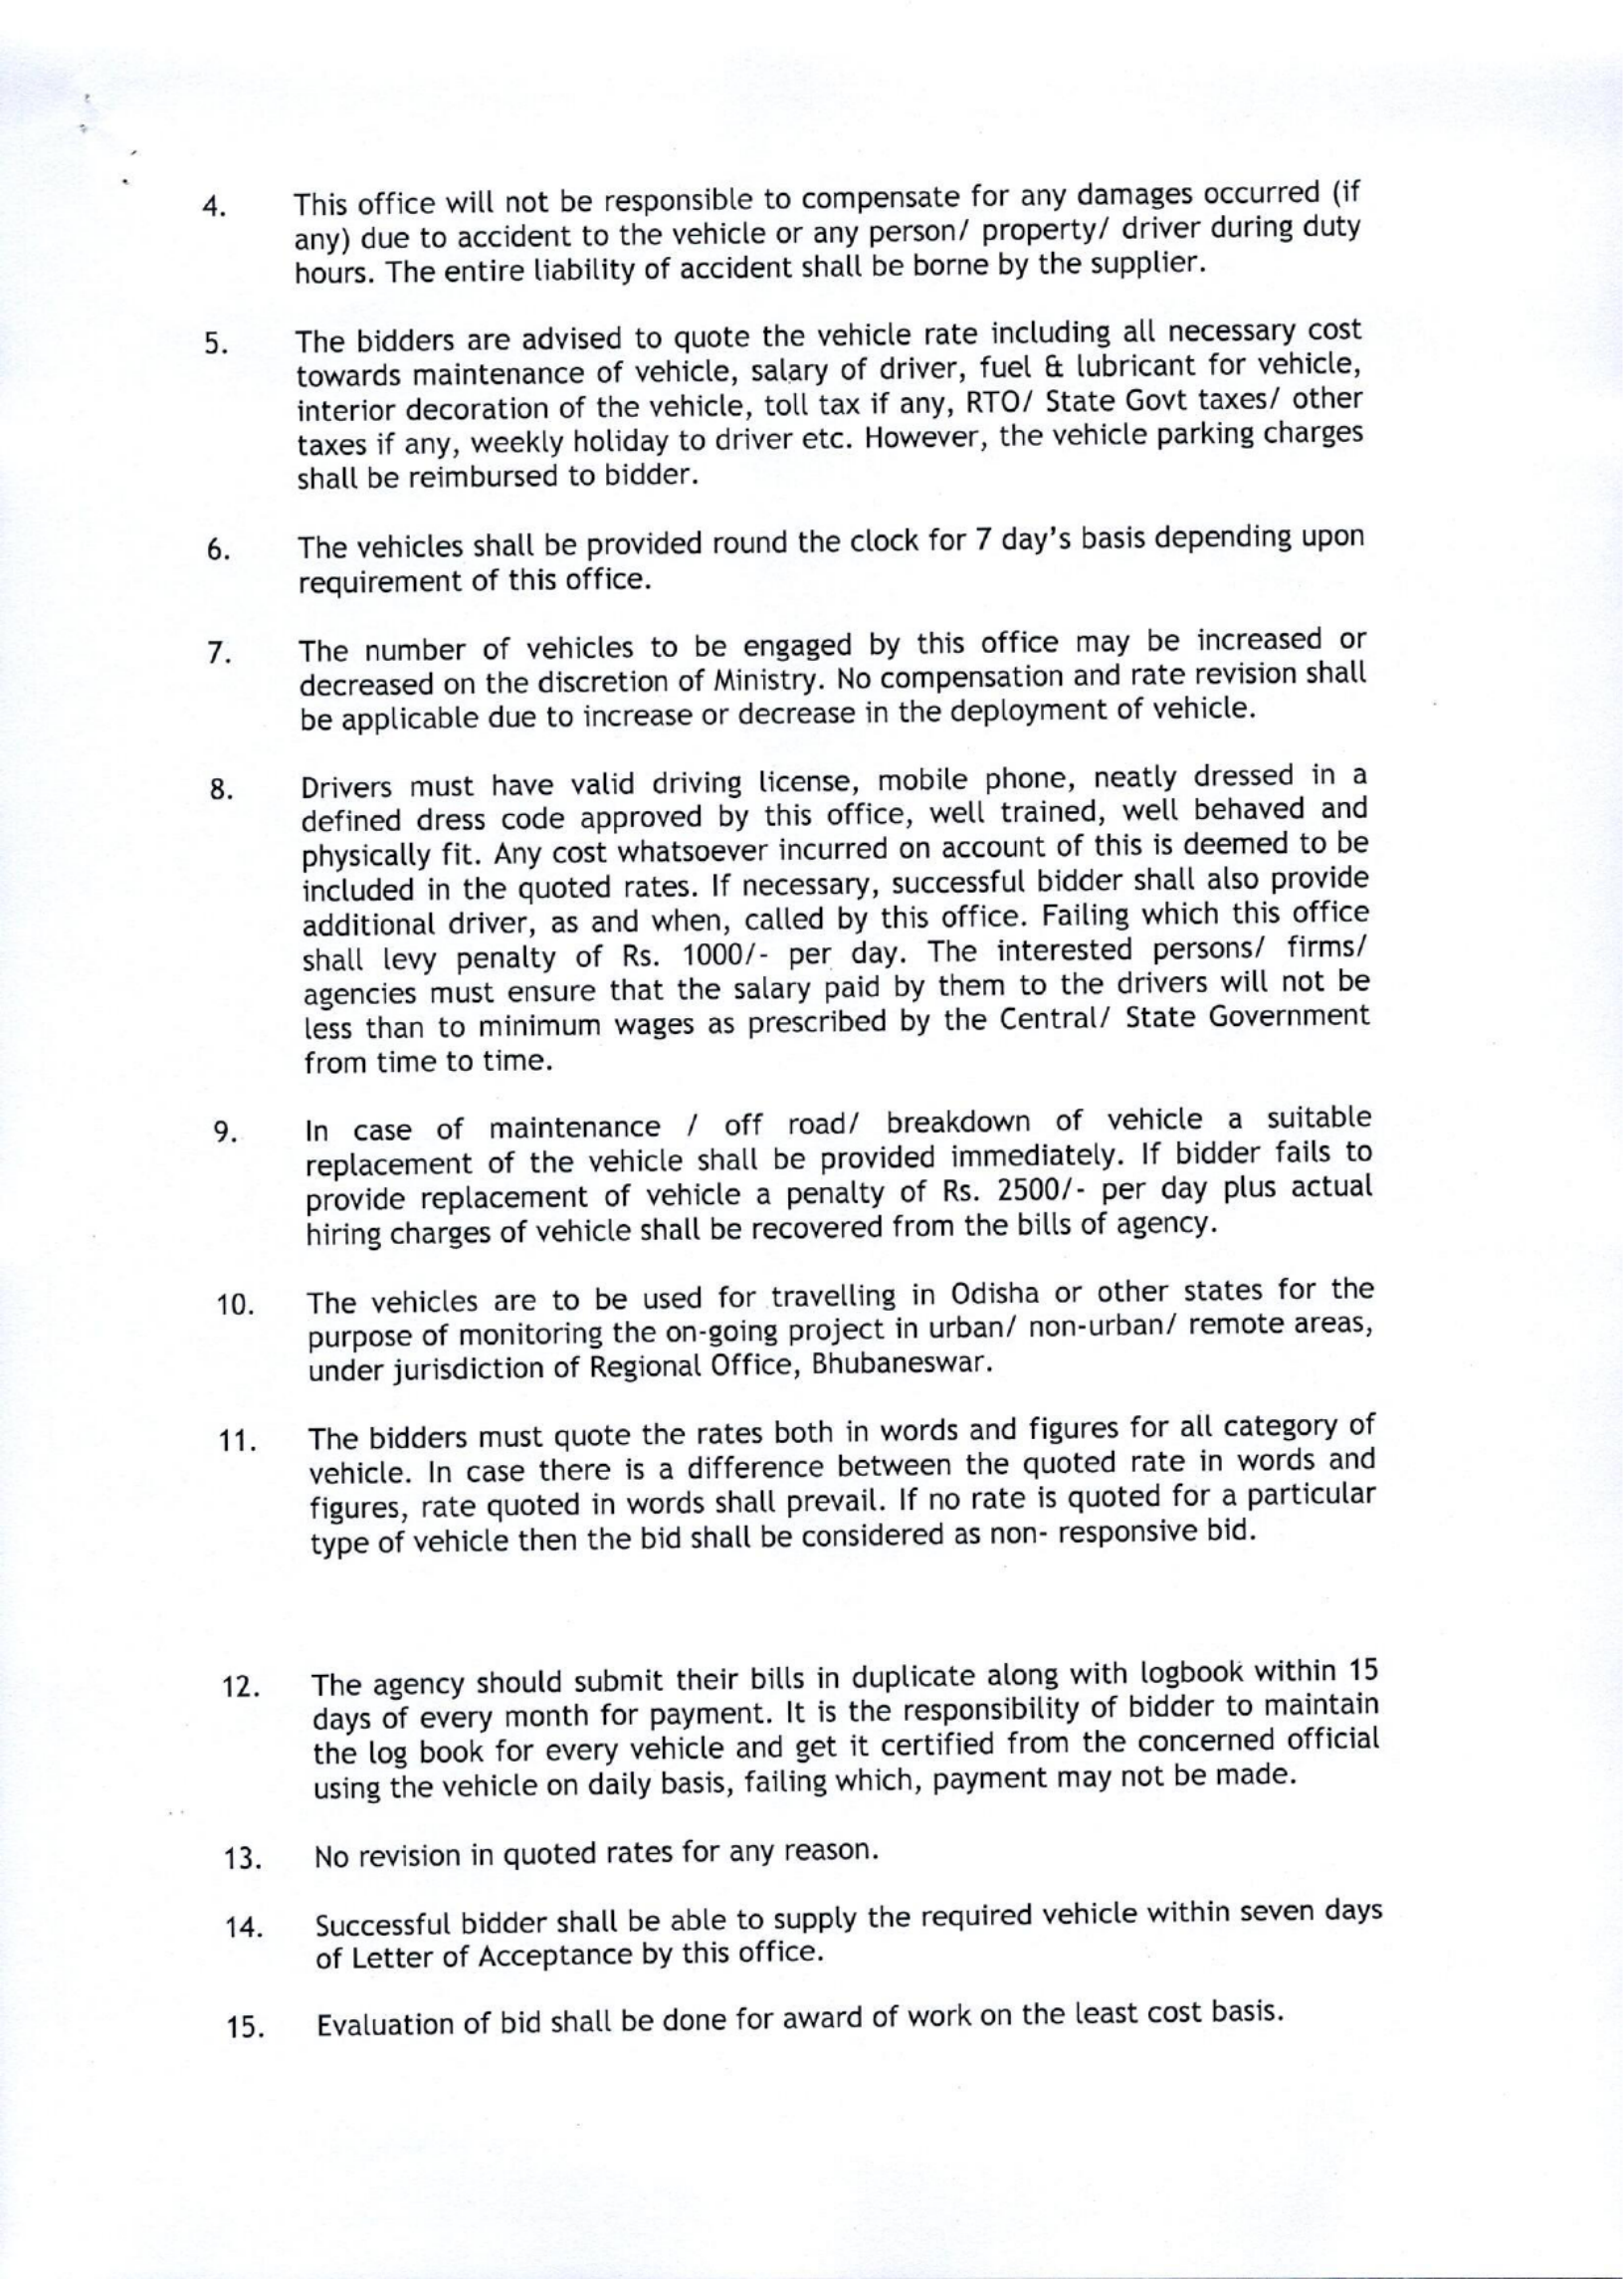 4. This office will not be responsible to compensate for any damages occurred (if
any) due to accident to the vehicle or any person/ property/ driver during duty
hours. The entire liability of accident shall be borne by the supplier.
5. The bidders are advised to quote the vehicle rate including all necessary cost
towards maintenance of vehicle, salary of driver, fuel & lubricant for vehicle,
interior decoration of the vehicle, toll tax if any, RTO/ State Govt taxes/ other
taxes if any, weekly holiday to driver etc. However, the vehicle parking charges
shall be reimbursed to bidder.
6. The vehicles shall be provided round the clock for 7 day's basis depending upon
requirement of this office.
7. The number of vehicles to be engaged by this office may be increased or
decreased on the discretion of Ministry. No compensation and rate revision shall
be applicable due to increase or decrease in the deployment of vehicle.
8. Drivers must have valid driving license, mobile phone, neatly dressed in a
defined dress code approved by this office, well trained, well behaved and
physically fit. Any cost whatsoever incurred on account of this is deemed to be
included in the quoted rates. If necessary, successful bidder shall also provide
additional driver, as and when, called by this office. Failing which this office
shall levy penalty of Rs. 1000/- per day. The interested persons/ firms/
agencies must ensure that the salary paid by them to the drivers will not be
less than to minimum wages as prescribed by the Central/ State Government
from time to time.
9. In case of maintenance / off road/ breakdown of vehicle a suitable
replacement of the vehicle shall be provided immediately. If bidder fails to
provide replacement of vehicle a penalty of Rs. 2500/- per day plus actual
hiring charges of vehicle shall be recovered from the bills of agency.
10. The vehicles are to be used for travelling in Odisha or other states for the
purpose of monitoring the on-going project in urban/ non-urban/ remote areas,
under jurisdiction of Regional Office, Bhubaneswar.
11. The bidders must quote the rates both in words and figures for all category of
vehicle. In case there is a difference between the quoted rate in words and
figures, rate quoted in words shall prevail. If no rate is quoted for a particular
type of vehicle then the bid shall be considered as non- responsive bid.
12. The agency should submit their bills in duplicate along with logbook within 15
days of every month for payment. It is the responsibility of bidder to maintain
the log book for every vehicle and get it certified from the concerned official
using the vehicle on daily basis, failing which, payment may not be made.
13. No revision in quoted rates for any reason.
14. Successful bidder shall be able to supply the required vehicle within seven days
of Letter of Acceptance by this office.
15. Evaluation of bid shall be done for award of work on the least cost basis.